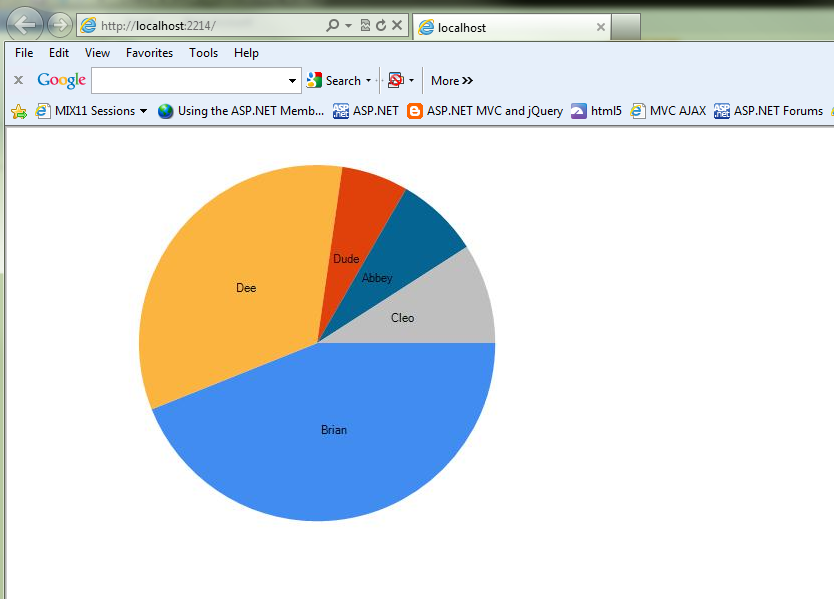 http://localhost:2214/
localhost
File Edit View Favorites Tools Help
Google Search More
MIX11 Sessions Using the ASP.NET Memb... ASP.NET ASP.NET MVC and jQuery html5 MVC AJAX ASP.NET Forums
Dude
Abbey
Dee
Cleo
Brian